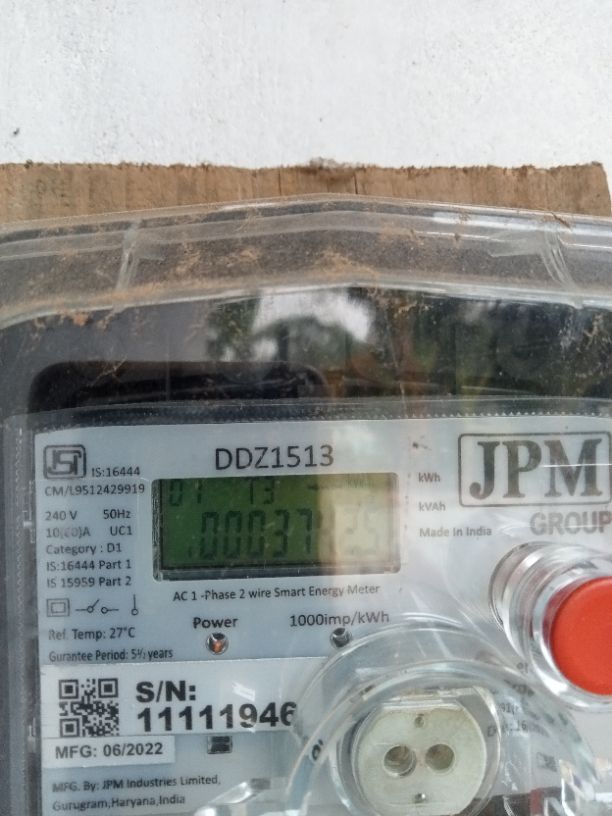 IS:16444
CM/L9512429919
DDZ1513
JPM
GROUP
240 V 50Hz
10(60)A UC1
Category : D1
IS:16444 Part 1
IS 15959 Part 2
01 T3
kWh
kVAh
Made In India
AC 1 -Phase 2 wire Smart Energy Meter
Ref. Temp: 27°C
Power
1000imp/kWh
Gurantee Period: 5½ years
S/N:
11111946
MFG: 06/2022
MFG. By: JPM Industries Limited,
Gurugram,Haryana,India